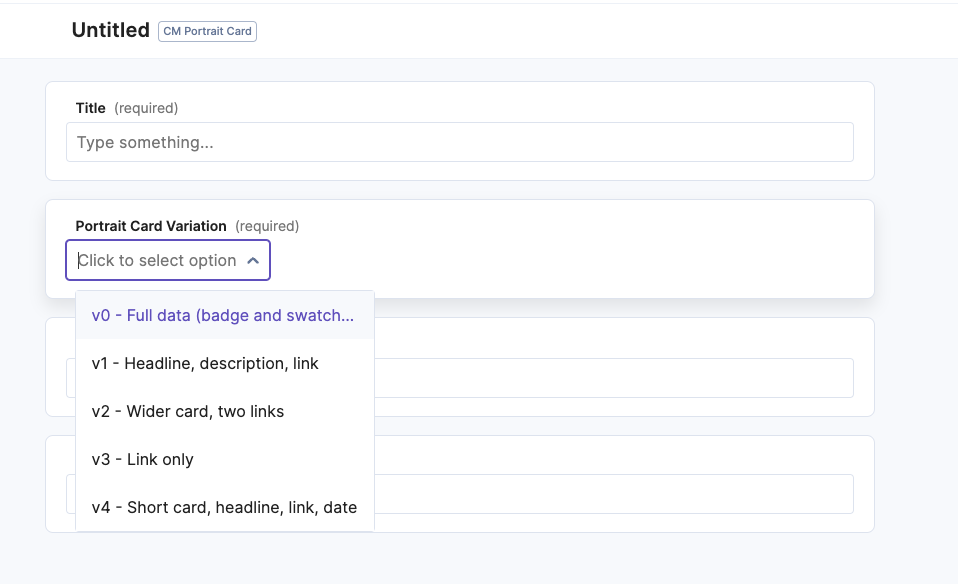 Untitled CM Portrait Card
Title (required)
Type something...
Portrait Card Variation (required)
Click to select option
v0 - Full data (badge and swatch...
v1 - Headline, description, link
v2 - Wider card, two links
v3 - Link only
v4 - Short card, headline, link, date